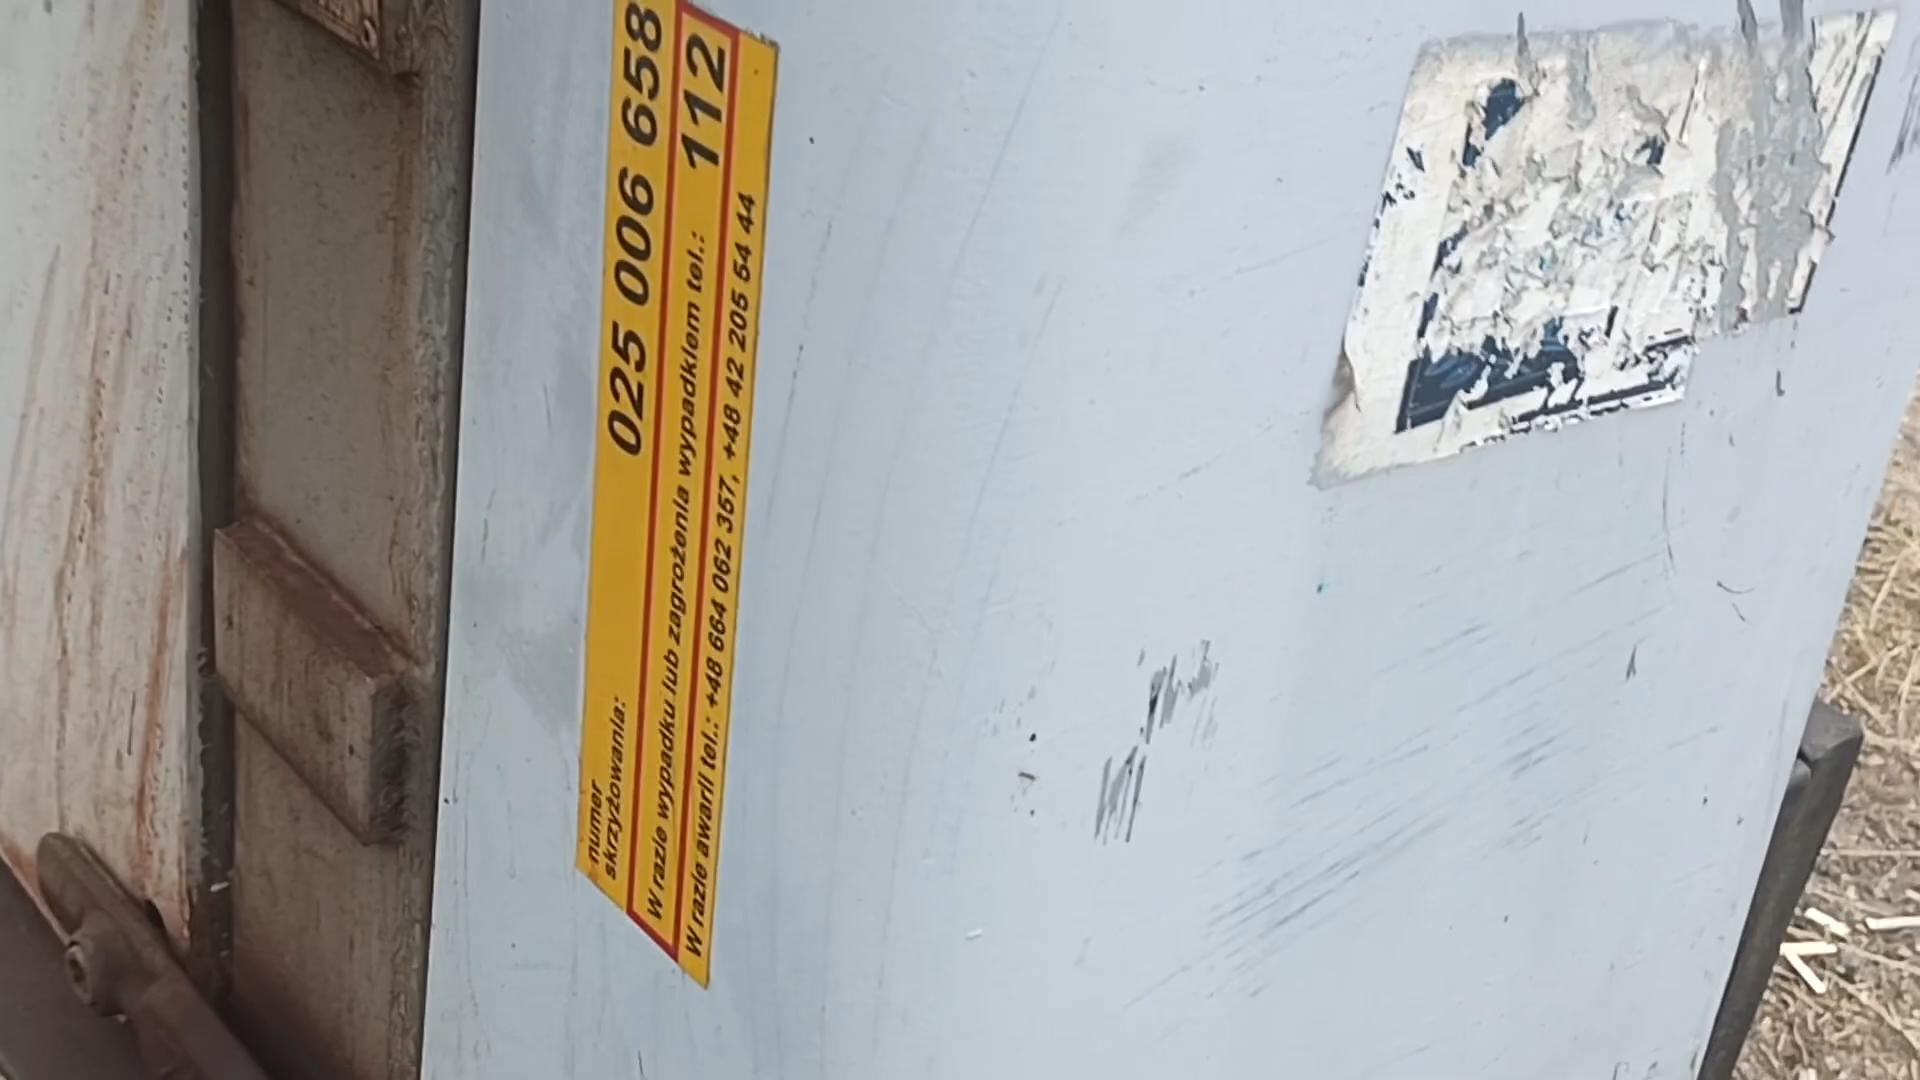 numer
skrzyżowania: 025 006 658
W razie wypadku lub zagrożenia wypadkiem tel.: 112
W razie awarii tel.: +48 664 062 357, +48 42 205 54 44